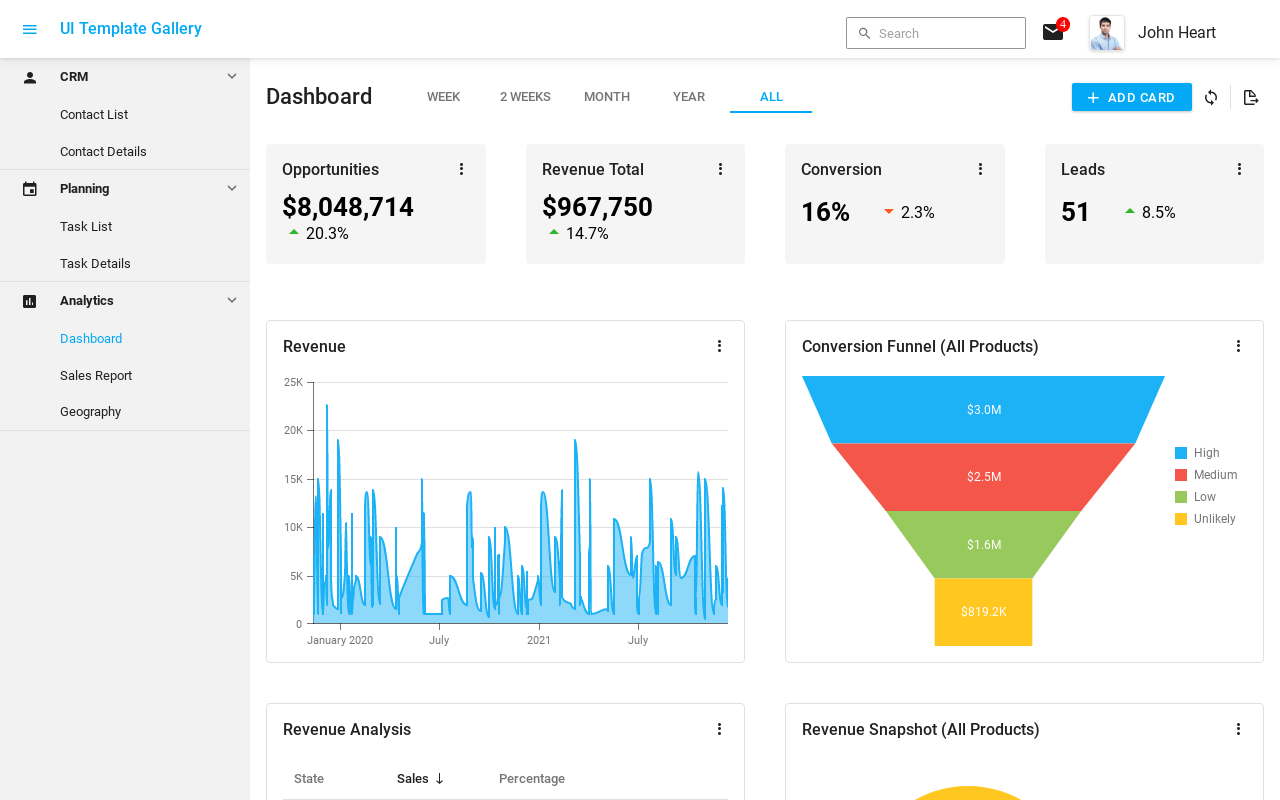 UI Template Gallery
Search
4
John Heart
CRM
Contact List
Contact Details
Planning
Task List
Task Details
Analytics
Dashboard
Sales Report
Geography
Dashboard
WEEK 2 WEEKS MONTH YEAR ALL
ADD CARD
Opportunities
$8,048,714
20.3%
Revenue Total
$967,750
14.7%
Conversion
16% 2.3%
Leads
51 8.5%
Revenue
25K
20K
15K
10K
5K
0
January 2020 July 2021 July
Conversion Funnel (All Products)
$3.0M
$2.5M
$1.6M
$819.2K
High
Medium
Low
Unlikely
Revenue Analysis
State Sales Percentage
Revenue Snapshot (All Products)